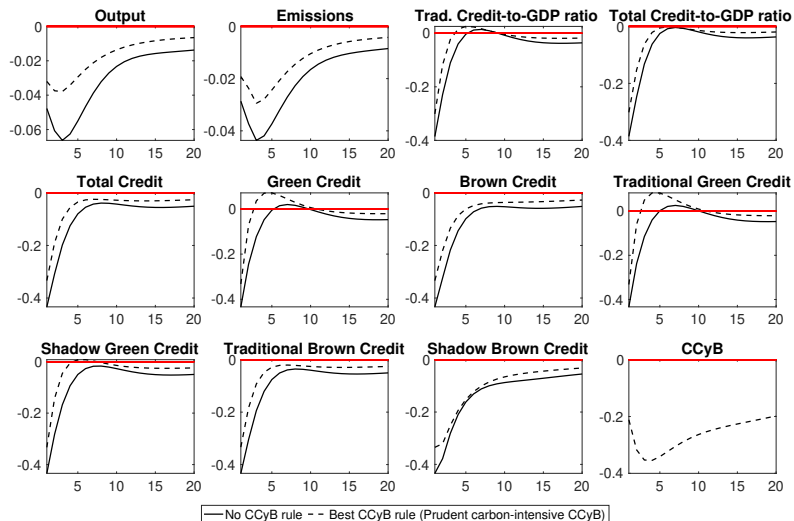 Output
Emissions
Trad. Credit-to-GDP ratio
Total Credit-to-GDP ratio
0
-0.02
-0.04
-0.06
5 10 15 20
0
-0.02
-0.04
5 10 15 20
0
-0.2
-0.4
5 10 15 20
0
-0.2
-0.4
5 10 15 20
Total Credit
Green Credit
Brown Credit
Traditional Green Credit
0
-0.2
-0.4
5 10 15 20
0
-0.2
-0.4
5 10 15 20
0
-0.2
-0.4
5 10 15 20
0
-0.2
-0.4
5 10 15 20
Shadow Green Credit
Traditional Brown Credit
Shadow Brown Credit
CCyB
0
-0.2
-0.4
5 10 15 20
0
-0.2
-0.4
5 10 15 20
0
-0.2
-0.4
5 10 15 20
0
-0.2
-0.4
5 10 15 20
No CCyB rule
Best CCyB rule (Prudent carbon-intensive CCyB)